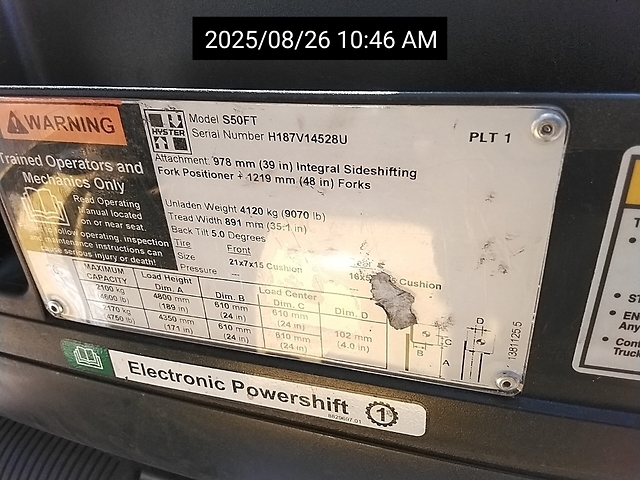 2025/08/26 10:46 AM
WARNING
Trained Operators and
Mechanics Only
Read Operating
Manual located
on or near seat.
operating, inspection
maintenance instructions can
cause serious injury or death!
HYSTER
Model S50FT
Serial Number H187V14528U
PLT 1
Attachment: 978 mm (39 in) Integral Sideshifting
Fork Positioner + 1219 mm (48 in) Forks
Unladen Weight 4120 kg (9070 lb)
Tread Width 891 mm (35.1 in)
Back Tilt 5.0 Degrees
Tire Front
Size 21x7x15 Cushion Cushion
Pressure ---
MAXIMUM CAPACITY Load Height Dim. A Dim. B Load Center Dim. C Dim. D
2100 kg 4800 mm 610 mm 610 mm
(4600 lb) (189 in) (24 in) (24 in)
2170 kg 4350 mm 610 mm 610 mm 102 mm
(171 in) (24 in) (24 in) (4.0 in)
D
C
B
A
1381125.5
Electronic Powershift
1
ST
EN
Any
Cont
Truck